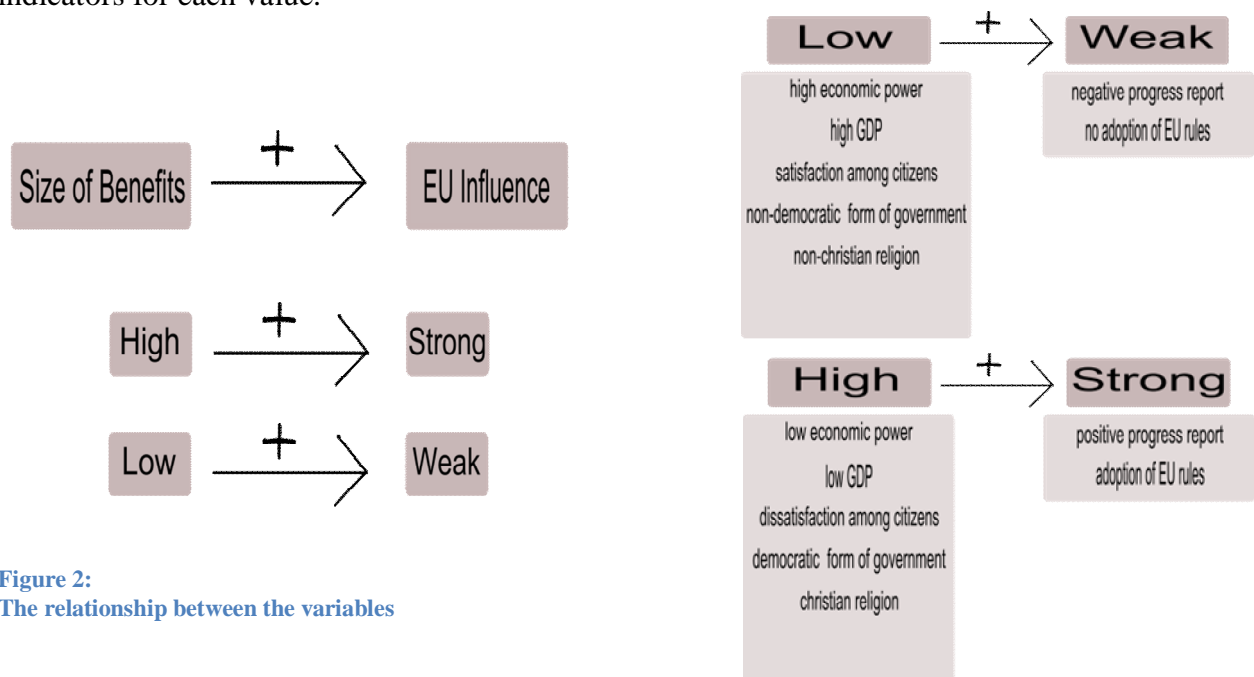 indicators for each value.
Size of Benefits
+
EU Influence
High
+
Strong
Low
+
Weak
Figure 2:
The relationship between the variables
Low
+
Weak
high economic power
high GDP
satisfaction among citizens
non-democratic form of government
non-christian religion
negative progress report
no adoption of EU rules
High
+
Strong
low economic power
low GDP
dissatisfaction among citizens
democratic form of government
christian religion
positive progress report
adoption of EU rules